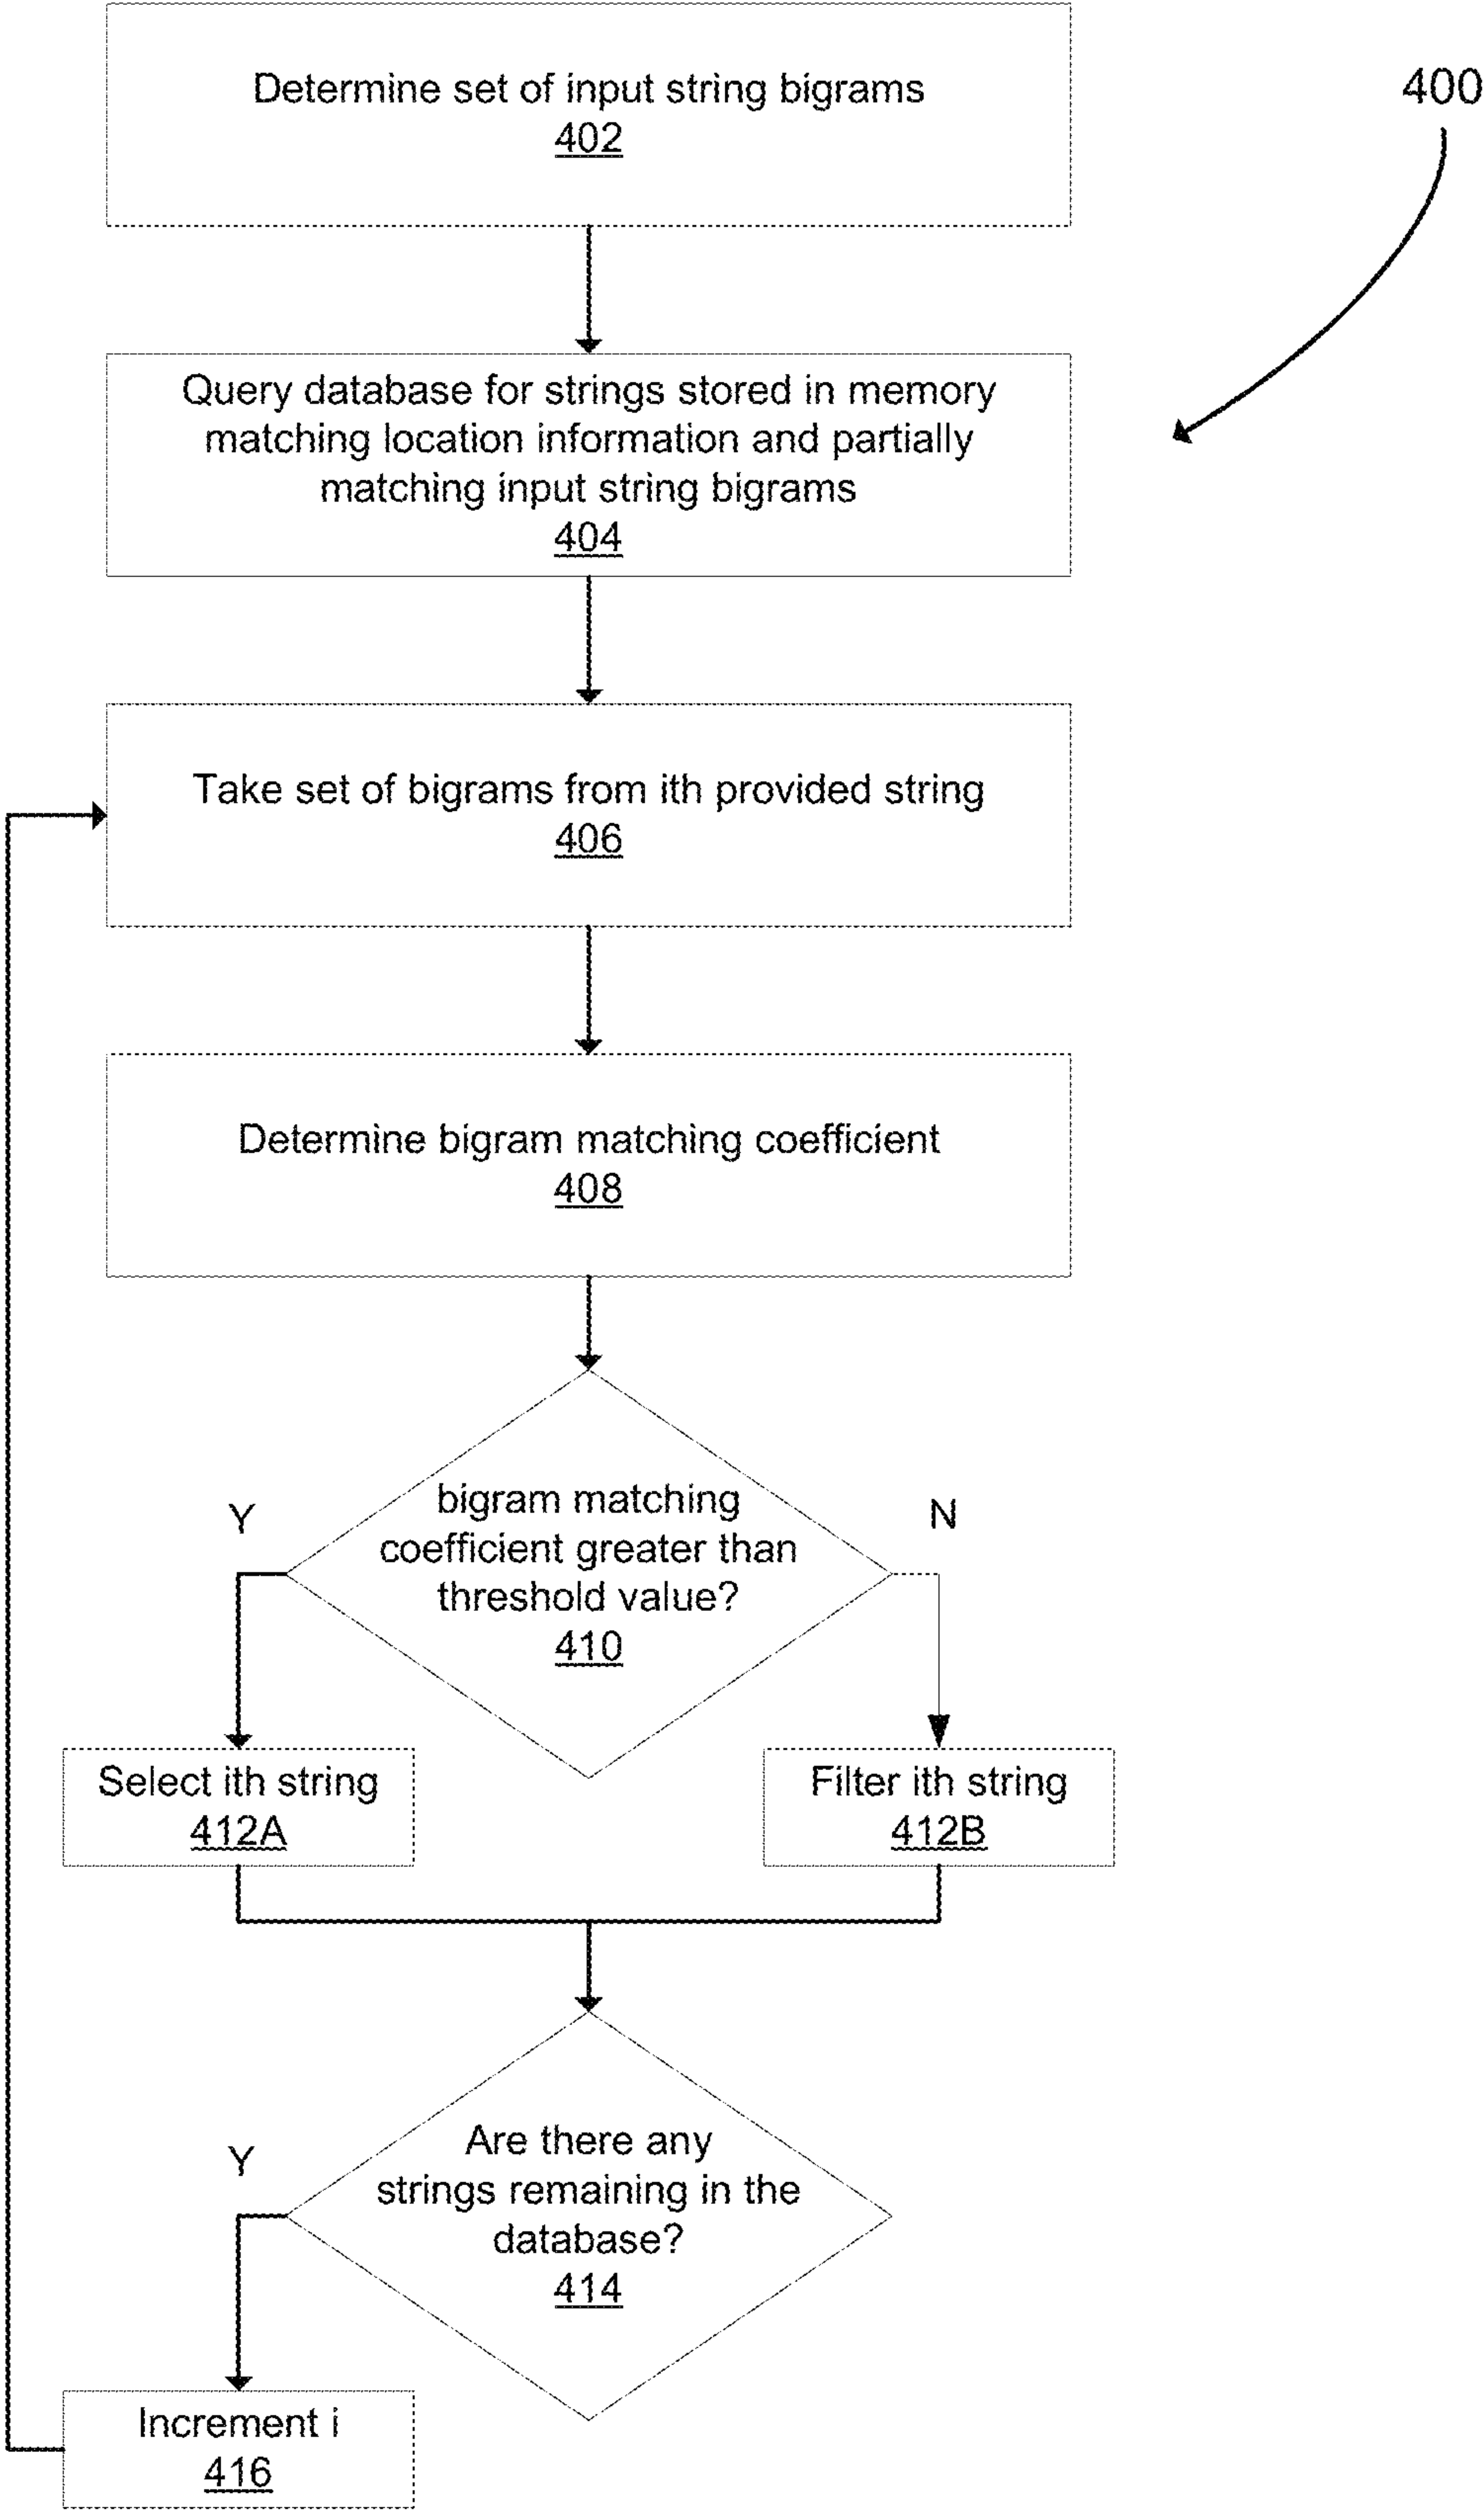 Determine set of input string bigrams
402
400
Query database for strings stored in memory
matching location information and partially
matching input string bigrams
404
Take set of bigrams from ith provided string
406
Determine bigram matching coefficient
408
bigram matching
coefficient greater than
threshold value?
410
Y
N
Select ith string
412A
Filter ith string
412B
Are there any
strings remaining in the
database?
414
Y
Increment i
416